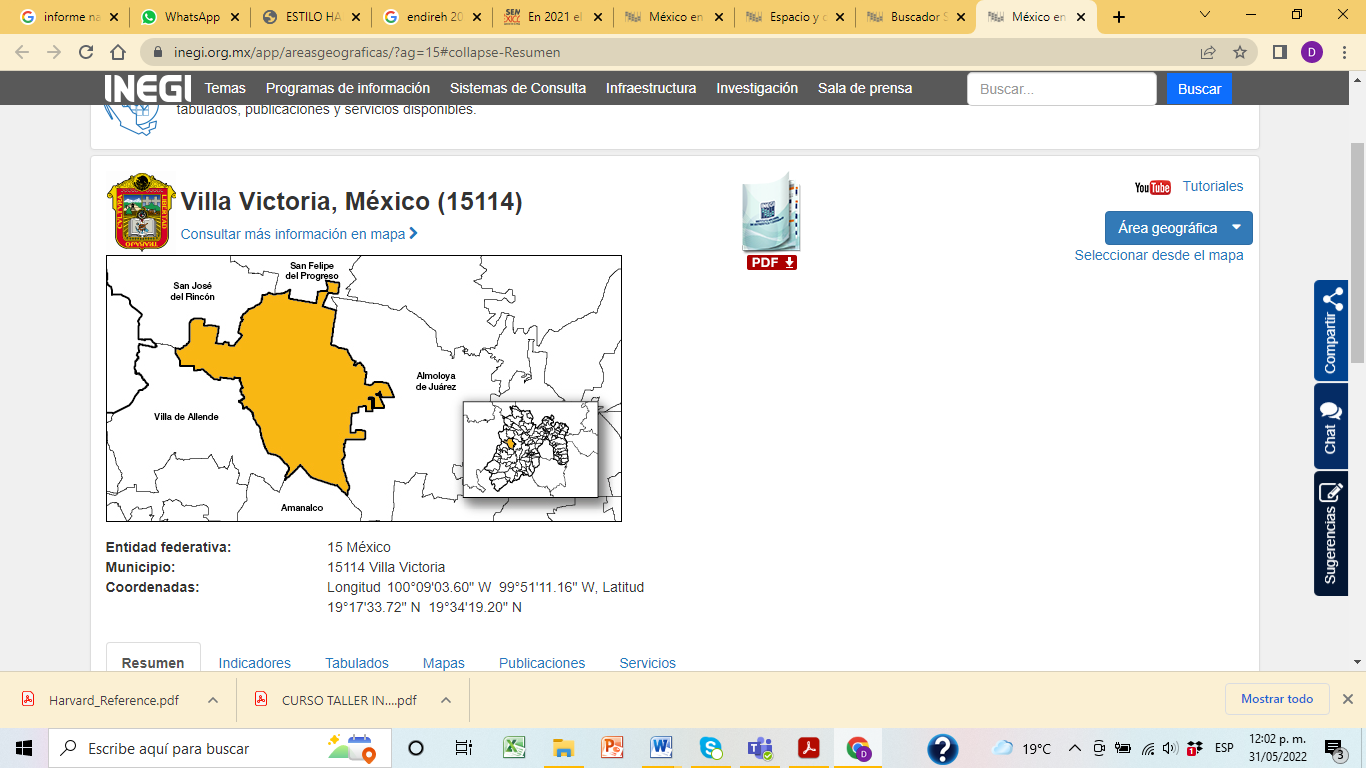 informe na
WhatsApp
ESTILO HA
endireh 20
En 2021 el
México en
Espacio y c
Buscador S
México en
inegi.org.mx/app/areasgeograficas/?ag=15#collapse-Resumen
D
INEGI Temas Programas de información Sistemas de Consulta Infraestructura Investigación Sala de prensa
Buscar...
Buscar
tabulados, publicaciones y servicios disponibles.
Villa Victoria, México (15114)
Consultar más información en mapa
PDF
YouTube Tutoriales
Área geográfica
Seleccionar desde el mapa
San Felipe
del Progreso
San José
del Rincón
Almoloya
de Juárez
Villa de Allende
Amanalco
Compartir
Chat
Sugerencias
Entidad federativa: 15 México
Municipio: 15114 Villa Victoria
Coordenadas: Longitud 100°09'03.60" W 99°51'11.16" W, Latitud
19°17'33.72" N 19°34'19.20" N
Resumen Indicadores Tabulados Mapas Publicaciones Servicios
Harvard_Reference.pdf
CURSO TALLER IN....pdf
Mostrar todo
Escribe aquí para buscar
19°C
ESP
12:02 p. m.
31/05/2022
3